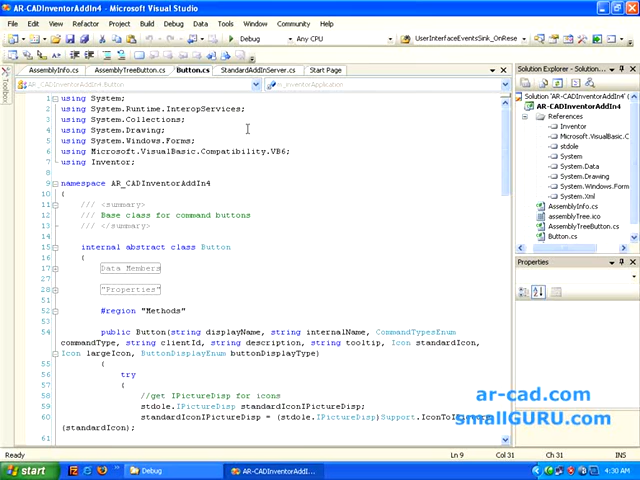 AR-CADInventorAddIn4 - Microsoft Visual Studio
File Edit View Refactor Project Build Debug Data Tools Window Community Help
Debug Any CPU UserInterfaceEventsSink_OnRese
AssemblyInfo.cs AssemblyTreeButton.cs Button.cs StandardAddInServer.cs Start Page
AR_CADInventorAddIn4.Button m_inventorApplication
Toolbox
1 using System;
2 using System.Runtime.InteropServices;
3 using System.Collections;
4 using System.Drawing;
5 using System.Windows.Forms;
6 using Microsoft.VisualBasic.Compatibility.VB6;
7 using Inventor;
8
9 namespace AR_CADInventorAddIn4
10 {
11 /// <summary>
12 /// Base class for command buttons
13 /// </summary>
14
15 internal abstract class Button
16 {
17 Data Members
27
28 "Properties"
51
52 #region "Methods"
53
54 public Button(string displayName, string internalName, CommandTypesEnum
commandType, string clientId, string description, string tooltip, Icon standardIcon,
Icon largeIcon, ButtonDisplayEnum buttonDisplayType)
55 {
56 try
57 {
58 //get IPictureDisp for icons
59 stdole.IPictureDisp standardIconIPictureDisp;
60 standardIconIPictureDisp = (stdole.IPictureDisp)Support.IconToIPicture
(standardIcon);
61
Solution Explorer - AR-CADInven...
Solution 'AR-CADInventorAddIn4' (
AR-CADInventorAddIn4
References
Inventor
Microsoft.VisualBasic.C
stdole
System
System.Data
System.Drawing
System.Windows.Form
System.Xml
AssemblyInfo.cs
assemblyTree.ico
AssemblyTreeButton.cs
Button.cs
Properties
ar-cad.com
smallGURU.com
Ready Ln 9 Col 31 Ch 31 INS
start Debug AR-CADInventorAddI... 4:30 AM